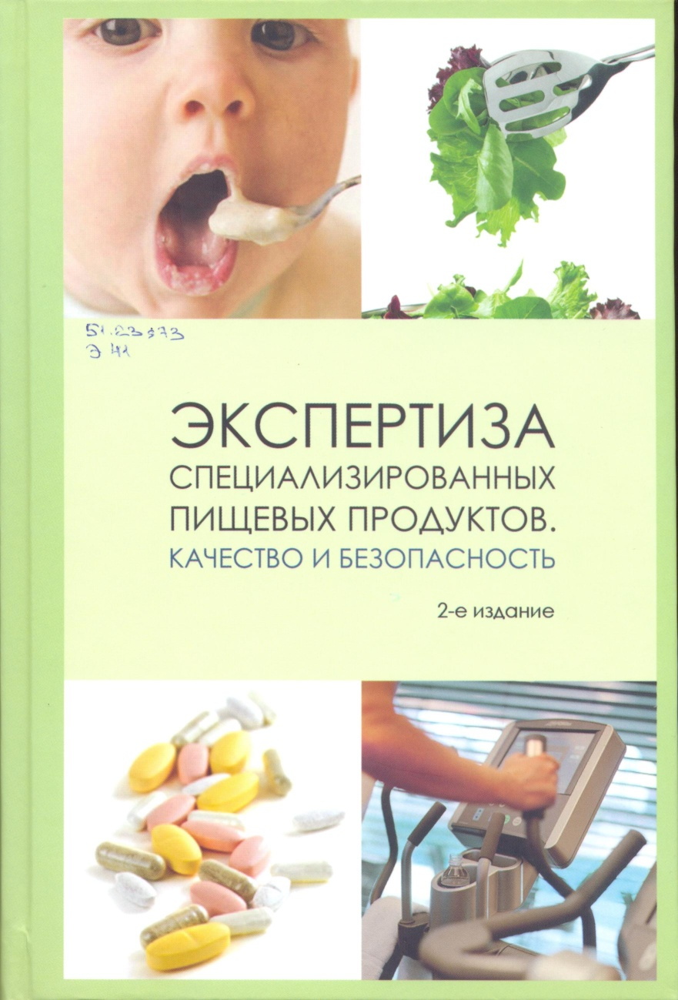 51.23я73
Э 41
ЭКСПЕРТИЗА
СПЕЦИАЛИЗИРОВАННЫХ
ПИЩЕВЫХ ПРОДУКТОВ.
КАЧЕСТВО И БЕЗОПАСНОСТЬ
2-е издание